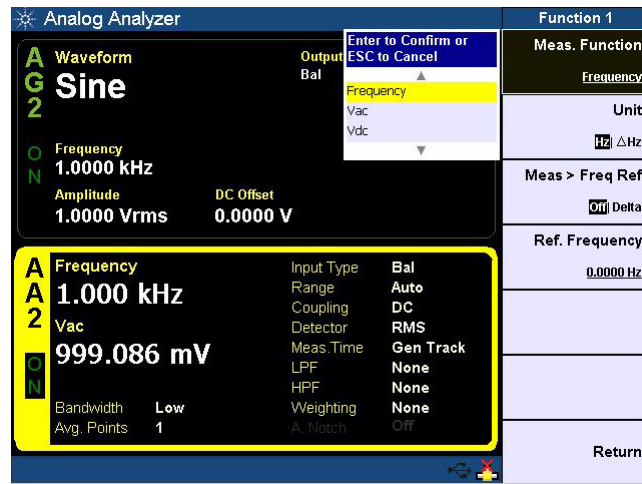 Analog Analyzer
Function 1
A
G
2
O
N
Waveform
Sine
Output
Bal
Frequency
1.0000 kHz
Amplitude
DC Offset
1.0000 Vrms
0.0000 V
Enter to Confirm or
ESC to Cancel
Frequency
Vac
Vdc
A
A
2
O
N
Frequency
1.000 kHz
Vac
999.086 mV
Bandwidth Low
Avg. Points 1
Input Type Bal
Range Auto
Coupling DC
Detector RMS
Meas.Time Gen Track
LPF None
HPF None
Weighting None
A. Notch Off
Meas. Function
Frequency
Unit
Hz| △Hz
Meas > Freq Ref
Off| Delta
Ref. Frequency
0.0000 Hz
Return